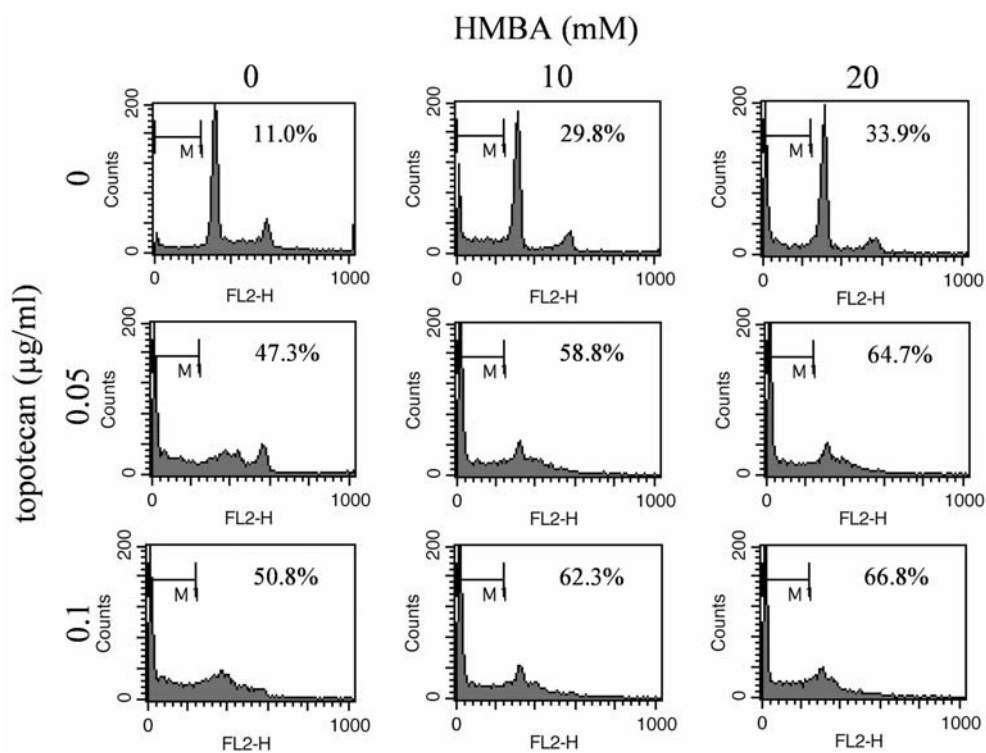 HMBA (mM)
0 10 20
topotecan (µg/ml)
0
200 11.0% M 0 Counts 0 1000 FL2-H
200 29.8% M 0 Counts 0 1000 FL2-H
200 33.9% M 0 Counts 0 1000 FL2-H
0.05
200 47.3% M 0 Counts 0 1000 FL2-H
200 58.8% M 0 Counts 0 1000 FL2-H
200 64.7% M 0 Counts 0 1000 FL2-H
0.1
200 50.8% M 0 Counts 0 1000 FL2-H
200 62.3% M 0 Counts 0 1000 FL2-H
200 66.8% M 0 Counts 0 1000 FL2-H